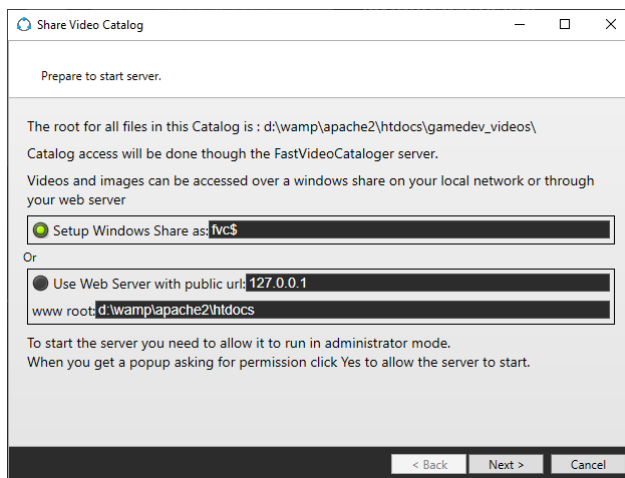 Share Video Catalog
Prepare to start server.
The root for all files in this Catalog is : d:\wamp\apache2\htdocs\gamedev_videos\
Catalog access will be done though the FastVideoCataloger server.
Videos and images can be accessed over a windows share on your local network or through
your web server
Setup Windows Share as: fvc$
Or
Use Web Server with public url: 127.0.0.1
www root: d:\wamp\apache2\htdocs
To start the server you need to allow it to run in administrator mode.
When you get a popup asking for permission click Yes to allow the server to start.
< Back Next > Cancel